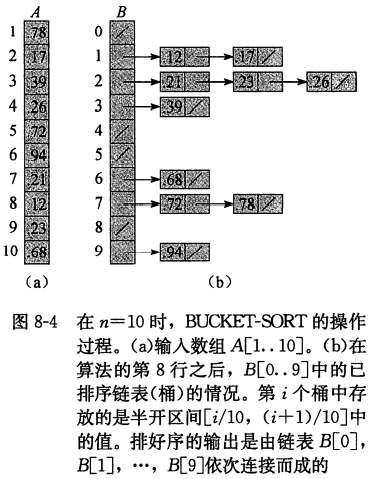 A B
1 .78 0
2 .17 1 .12 .17
3 .39 2 .21 .23 .26
4 .26 3 .39
5 .72 4
6 .94 5
7 .21 6 .68
8 .12 7 .72 .78
9 .23 8
10 .68 9 .94
(a) (b)
图 8-4 在 n=10 时，BUCKET-SORT 的操作
过程。(a)输入数组 A[1..10]。(b)在
算法的第 8 行之后，B[0..9]中的已
排序链表(桶)的情况。第 i 个桶中存
放的是半开区间[i/10，(i+1)/10]中
的值。排好序的输出是由链表 B[0]，
B[1]，…，B[9]依次连接而成的